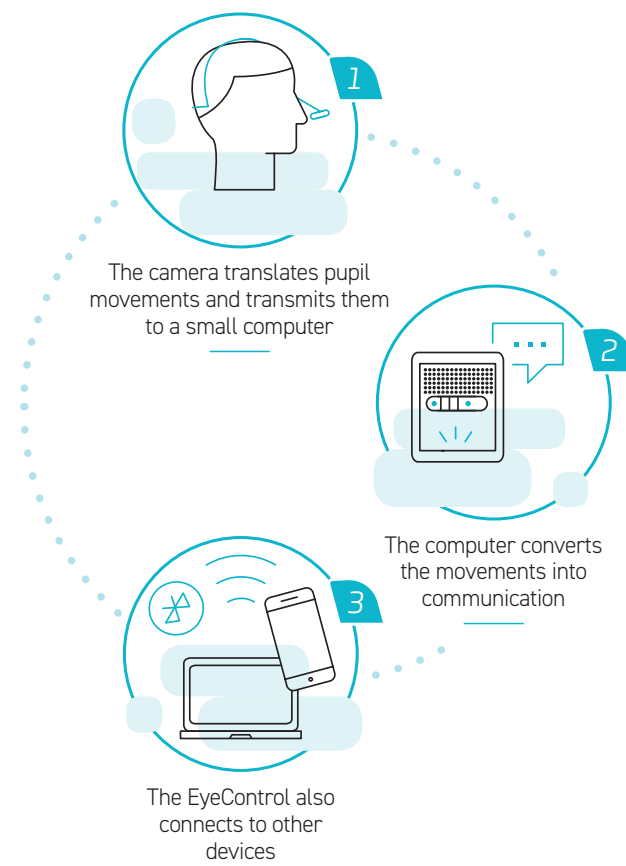 1
The camera translates pupil
movements and transmits them
to a small computer
2
The computer converts
the movements into
communication
3
The EyeControl also
connects to other
devices